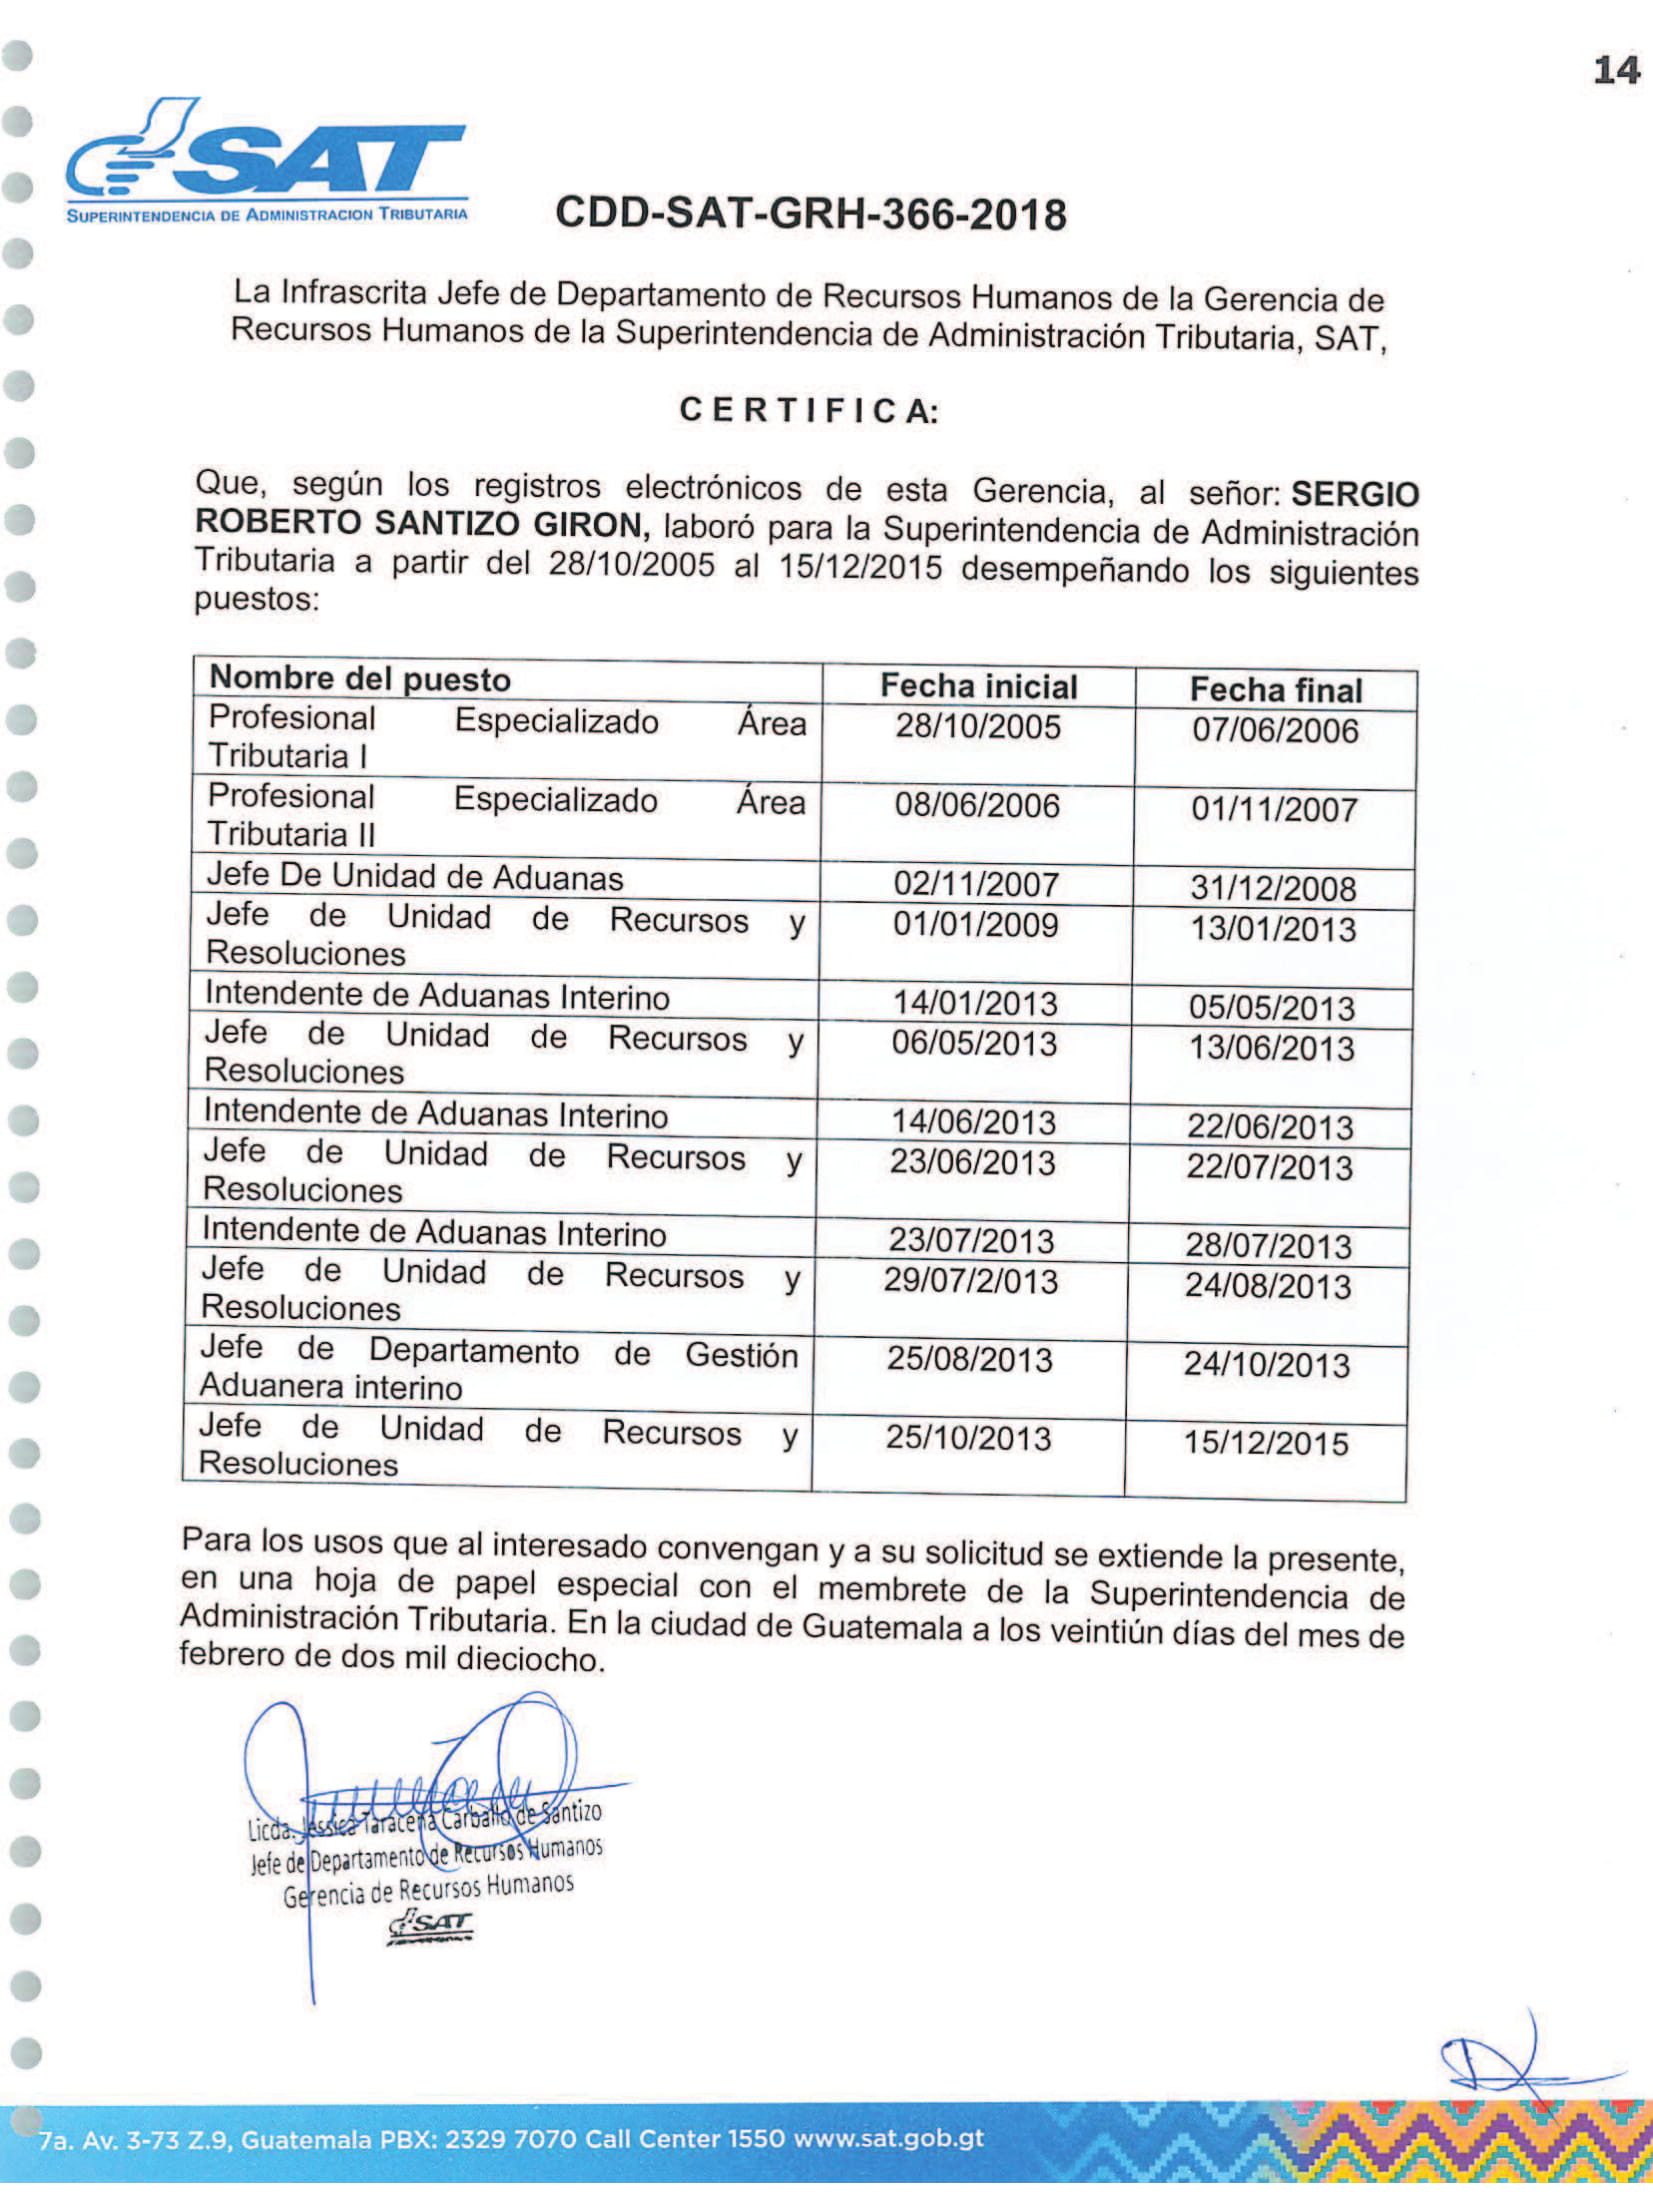 14
SAT
SUPERINTENDENCIA DE ADMINISTRACION TRIBUTARIA
CDD-SAT-GRH-366-2018
La Infrascrita Jefe de Departamento de Recursos Humanos de la Gerencia de
Recursos Humanos de la Superintendencia de Administración Tributaria, SAT,
C E R T I F I C A:
Que, según los registros electrónicos de esta Gerencia, al señor: SERGIO
ROBERTO SANTIZO GIRON, laboró para la Superintendencia de Administración
Tributaria a partir del 28/10/2005 al 15/12/2015 desempeñando los siguientes
puestos:
Nombre del puesto Fecha inicial Fecha final
Profesional Especializado Área 28/10/2005 07/06/2006
Tributaria I
Profesional Especializado Área 08/06/2006 01/11/2007
Tributaria II
Jefe De Unidad de Aduanas 02/11/2007 31/12/2008
Jefe de Unidad de Recursos y 01/01/2009 13/01/2013
Resoluciones
Intendente de Aduanas Interino 14/01/2013 05/05/2013
Jefe de Unidad de Recursos y 06/05/2013 13/06/2013
Resoluciones
Intendente de Aduanas Interino 14/06/2013 22/06/2013
Jefe de Unidad de Recursos y 23/06/2013 22/07/2013
Resoluciones
Intendente de Aduanas Interino 23/07/2013 28/07/2013
Jefe de Unidad de Recursos y 29/07/2/013 24/08/2013
Resoluciones
Jefe de Departamento de Gestión 25/08/2013 24/10/2013
Aduanera interino
Jefe de Unidad de Recursos y 25/10/2013 15/12/2015
Resoluciones
Para los usos que al interesado convengan y a su solicitud se extiende la presente,
en una hoja de papel especial con el membrete de la Superintendencia de
Administración Tributaria. En la ciudad de Guatemala a los veintiún días del mes de
febrero de dos mil dieciocho.
Licda. Jessica Taracena Carballo de Santizo
Jefe de Departamento de Recursos Humanos
Gerencia de Recursos Humanos
SAT
7a. Av. 3-73 Z.9, Guatemala PBX: 2329 7070 Call Center 1550 www.sat.gob.gt